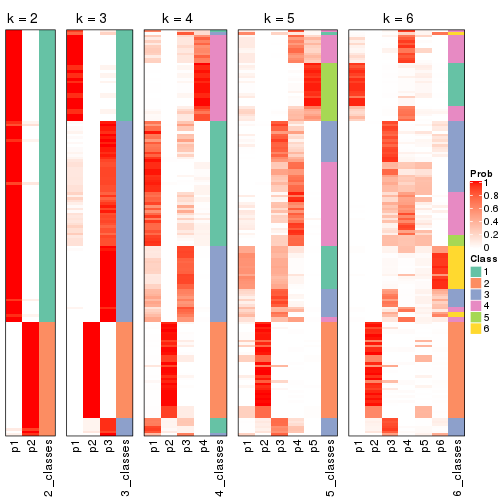 k = 2
k = 3
k = 4
k = 5
k = 6
p1
p2
2_classes
p1
p2
p3
3_classes
p1
p2
p3
p4
4_classes
p1
p2
p3
p4
p5
5_classes
p1
p2
p3
p4
p5
p6
6_classes
Prob
1
0.8
0.6
0.4
0.2
0
Class
1
2
3
4
5
6